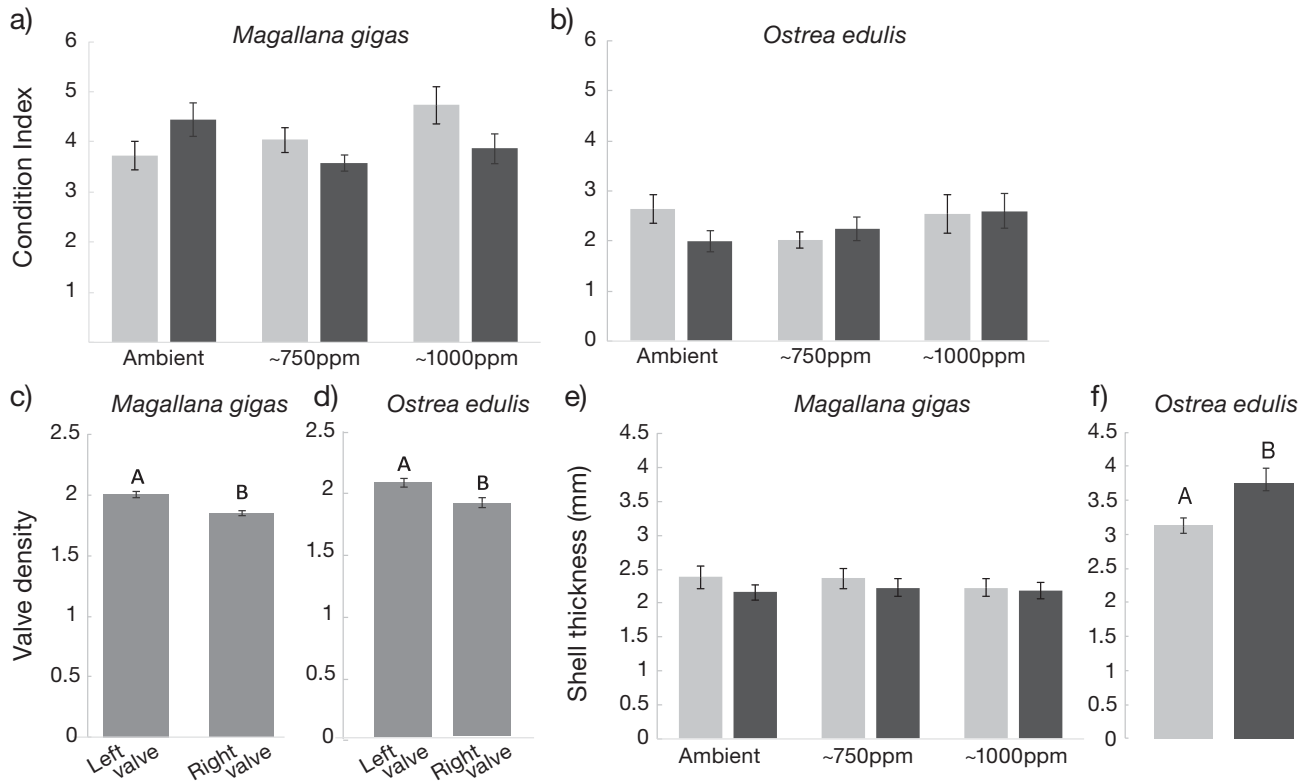 a)
Magallana gigas
6
5
4
3
2
1
Condition Index
Ambient
~750ppm
~1000ppm
b)
Ostrea edulis
6
5
4
3
2
1
0
Ambient
~750ppm
~1000ppm
c)
Magallana gigas
2.5
2
1.5
1
0.5
0
Valve density
A
B
Left
valve
Right
valve
d)
Ostrea edulis
2.5
2
1.5
1
0.5
0
A
B
Left
valve
Right
valve
e)
Magallana gigas
4.5
4
3.5
3
2.5
2
1.5
1
0.5
0
Shell thickness (mm)
Ambient
~750ppm
~1000ppm
f)
Ostrea edulis
4.5
4
3.5
3
2.5
2
1.5
1
0.5
0
A
B